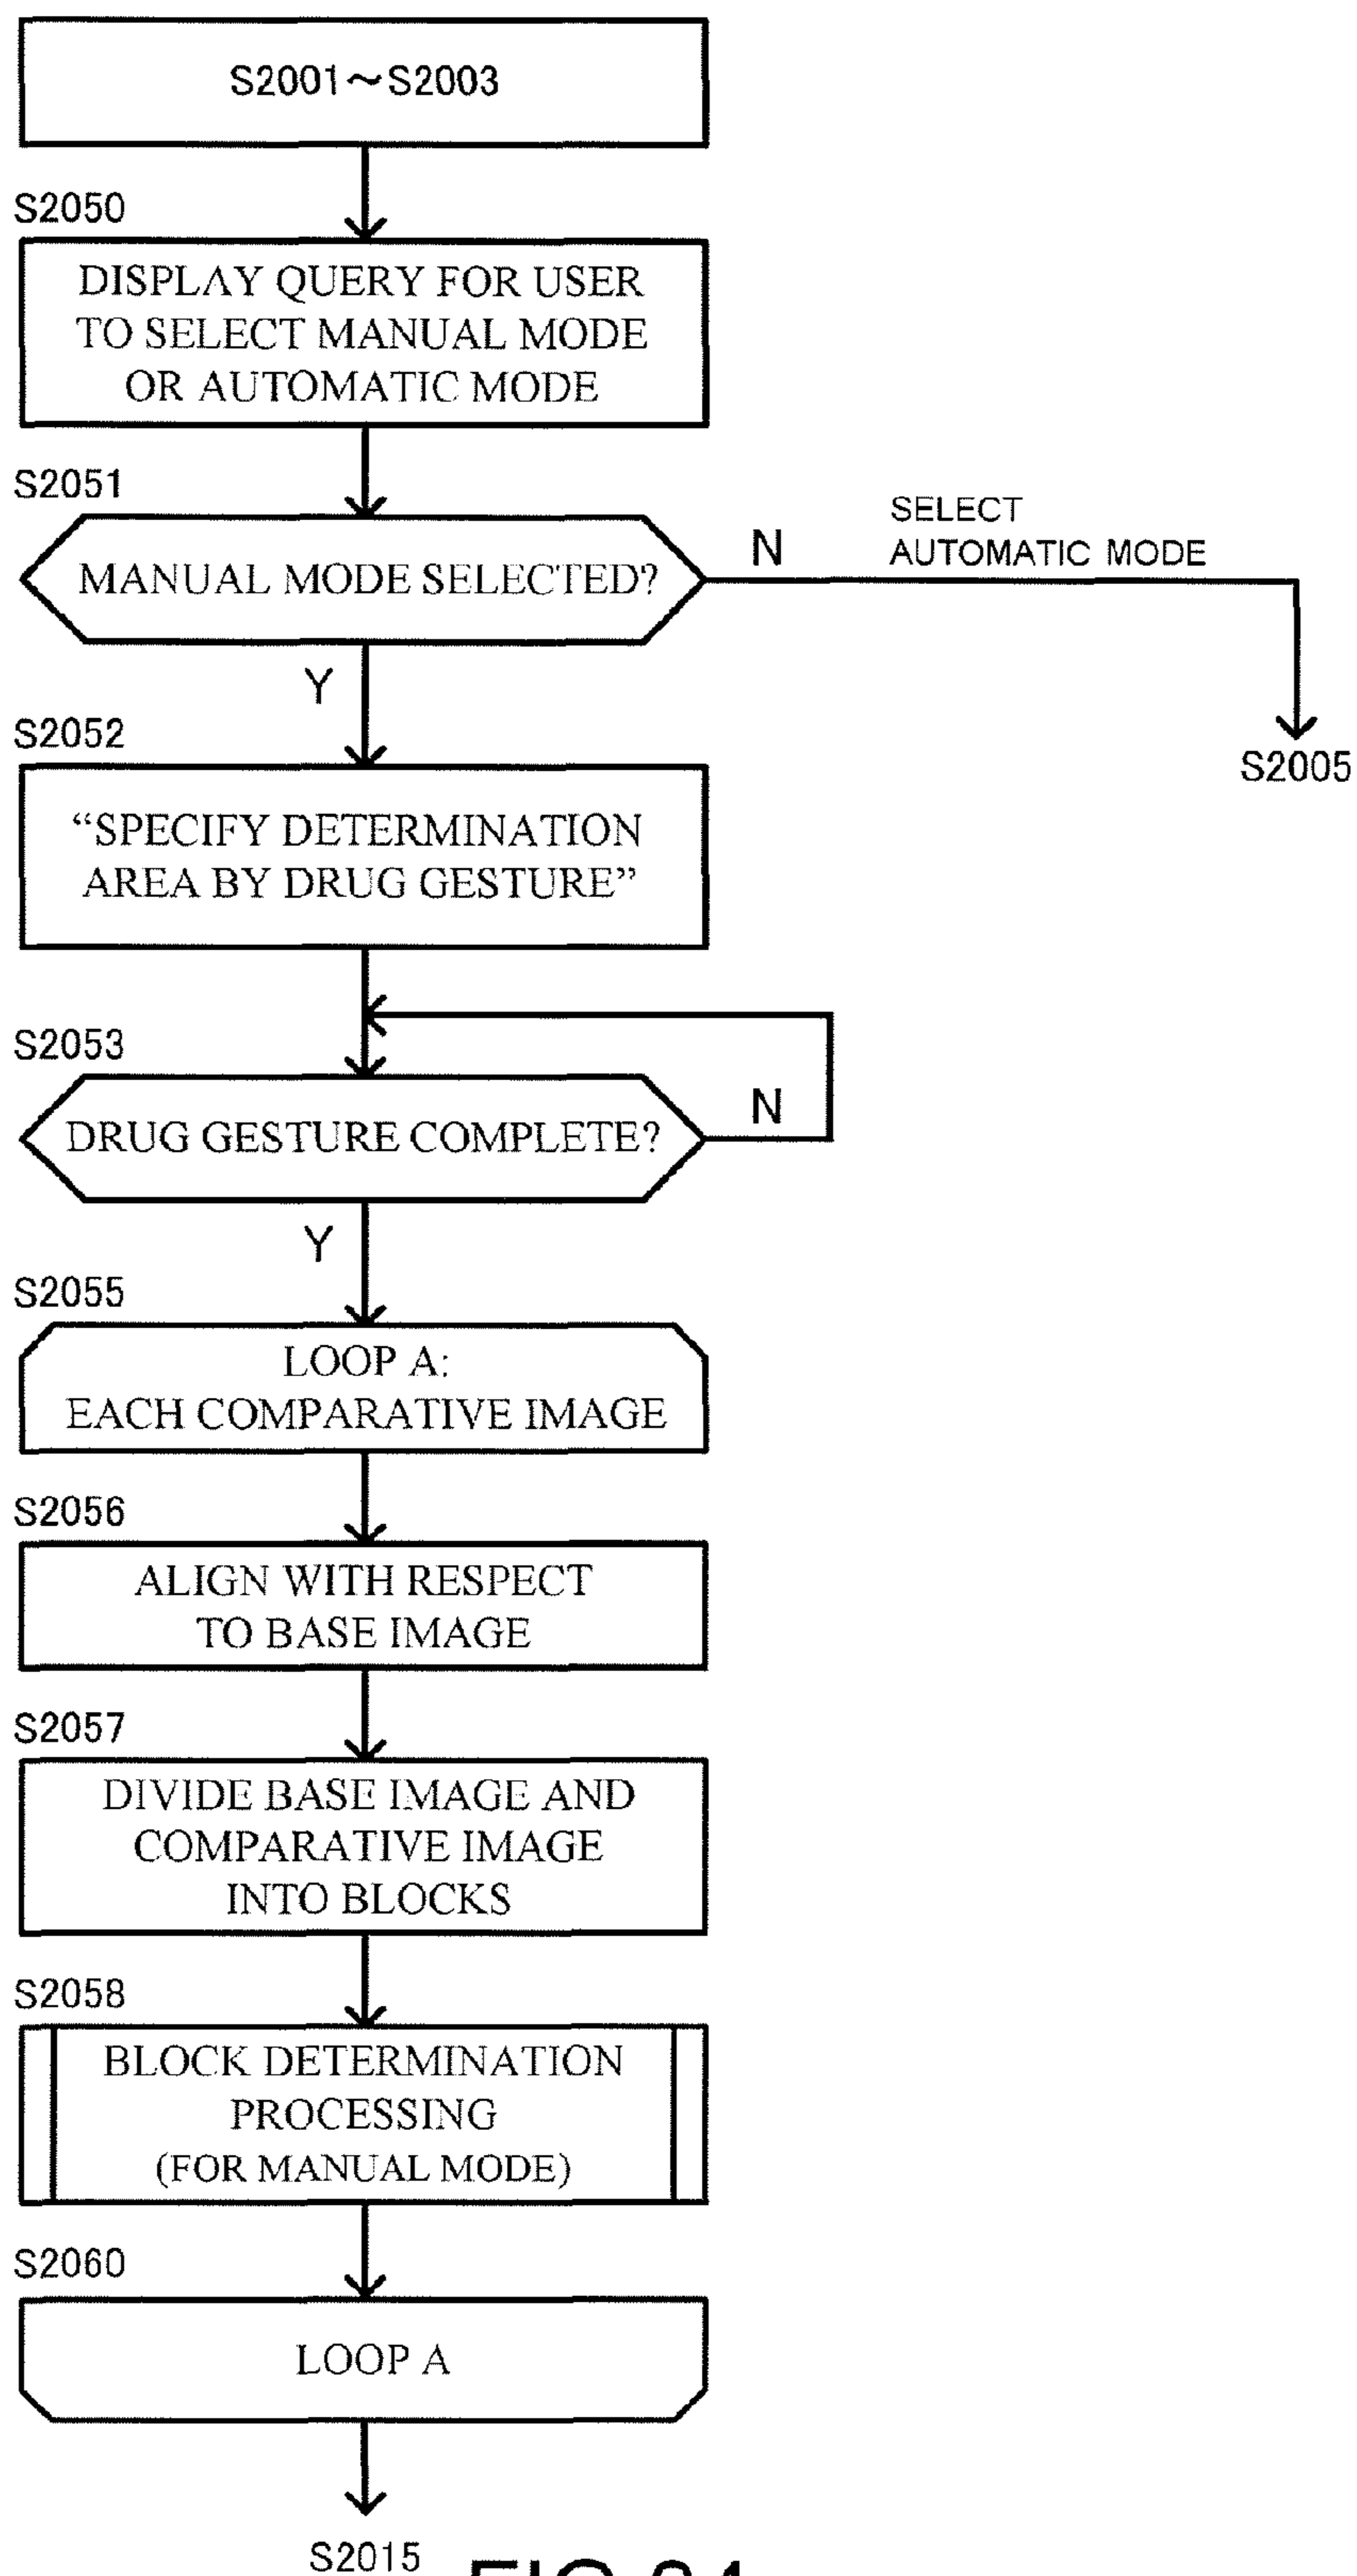 S2001~S2003
S2050
DISPLAY QUERY FOR USER
TO SELECT MANUAL MODE
OR AUTOMATIC MODE
S2051
MANUAL MODE SELECTED?
N
SELECT
AUTOMATIC MODE
S2005
Y
S2052
“SPECIFY DETERMINATION
AREA BY DRUG GESTURE”
S2053
DRUG GESTURE COMPLETE?
N
Y
S2055
LOOP A:
EACH COMPARATIVE IMAGE
S2056
ALIGN WITH RESPECT
TO BASE IMAGE
S2057
DIVIDE BASE IMAGE AND
COMPARATIVE IMAGE
INTO BLOCKS
S2058
BLOCK DETERMINATION
PROCESSING
(FOR MANUAL MODE)
S2060
LOOP A
S2015